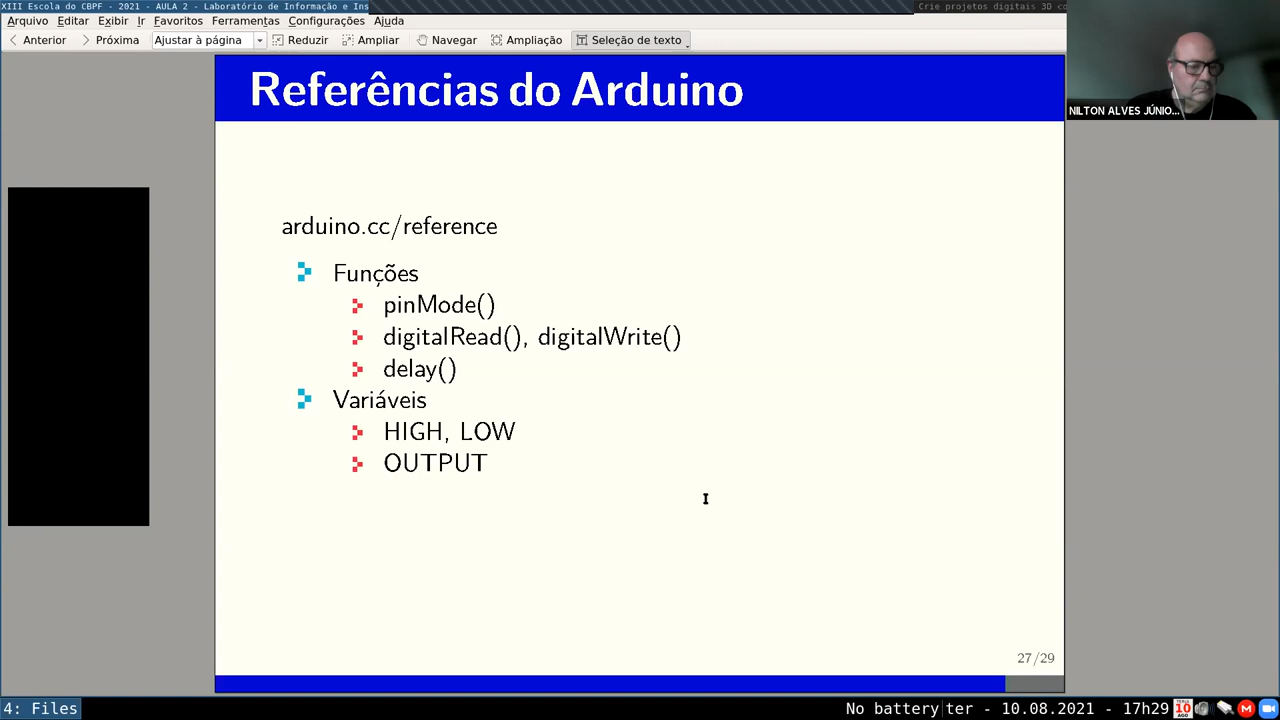 XIII Escola do CBPF - 2021 - AULA 2 - Laboratório de Informação e Ins
Crie projetos digitais 3D co
Arquivo Editar Exibir Ir Favoritos Ferramentas Configurações Ajuda
Anterior Próxima Ajustar à página Reduzir Ampliar Navegar Ampliação Seleção de texto
NILTON ALVES JÚNIO...
Referências do Arduino
arduino.cc/reference
Funções
pinMode()
digitalRead(), digitalWrite()
delay()
Variáveis
HIGH, LOW
OUTPUT
27/29
4: Files
No battery ter - 10.08.2021 - 17h29
TERÇA
10
AGO